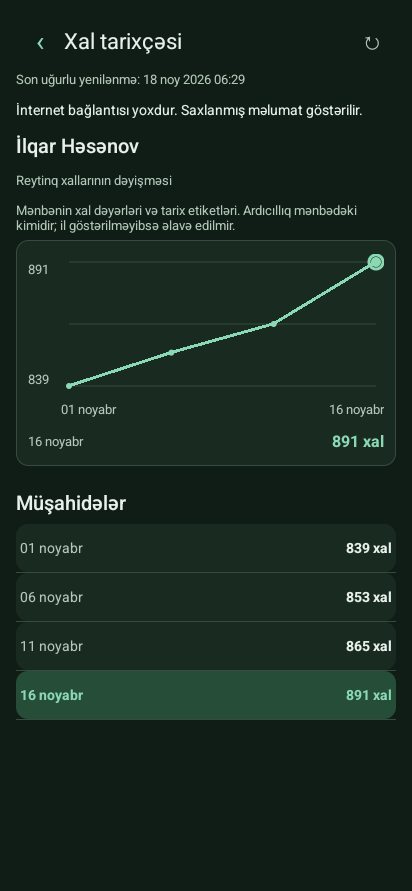 Xal tarixçəsi
Son uğurlu yenilənmə: 18 noy 2026 06:29
İnternet bağlantısı yoxdur. Saxlanmış məlumat göstərilir.
İlqar Həsənov
Reytinq xallarının dəyişməsi
Mənbənin xal dəyərləri və tarix etiketləri. Ardıcıllıq mənbədəki
kimidir; il göstərilməyibsə əlavə edilmir.
891
839
01 noyabr 16 noyabr
16 noyabr 891 xal
Müşahidələr
01 noyabr 839 xal
06 noyabr 853 xal
11 noyabr 865 xal
16 noyabr 891 xal